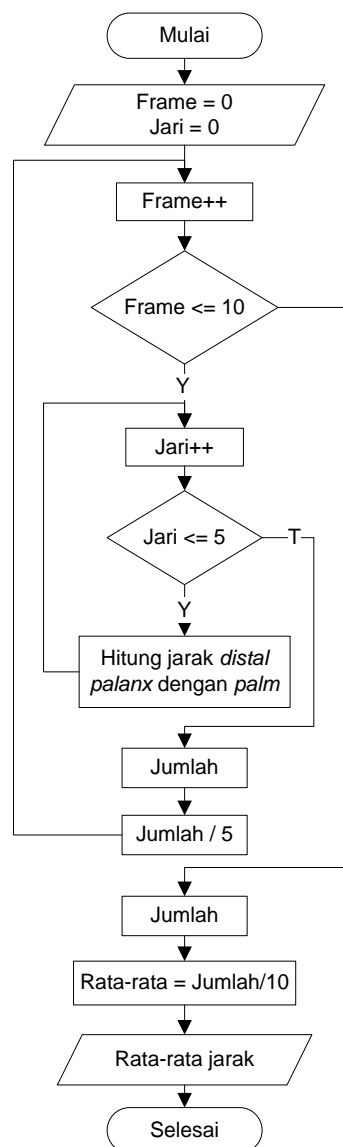 Mulai
Frame = 0
Jari = 0
Frame++
Frame <= 10
Y
Jari++
Jari <= 5
T
Y
Hitung jarak distal
palanx dengan palm
Jumlah
Jumlah / 5
Jumlah
Rata-rata = Jumlah/10
Rata-rata jarak
Selesai